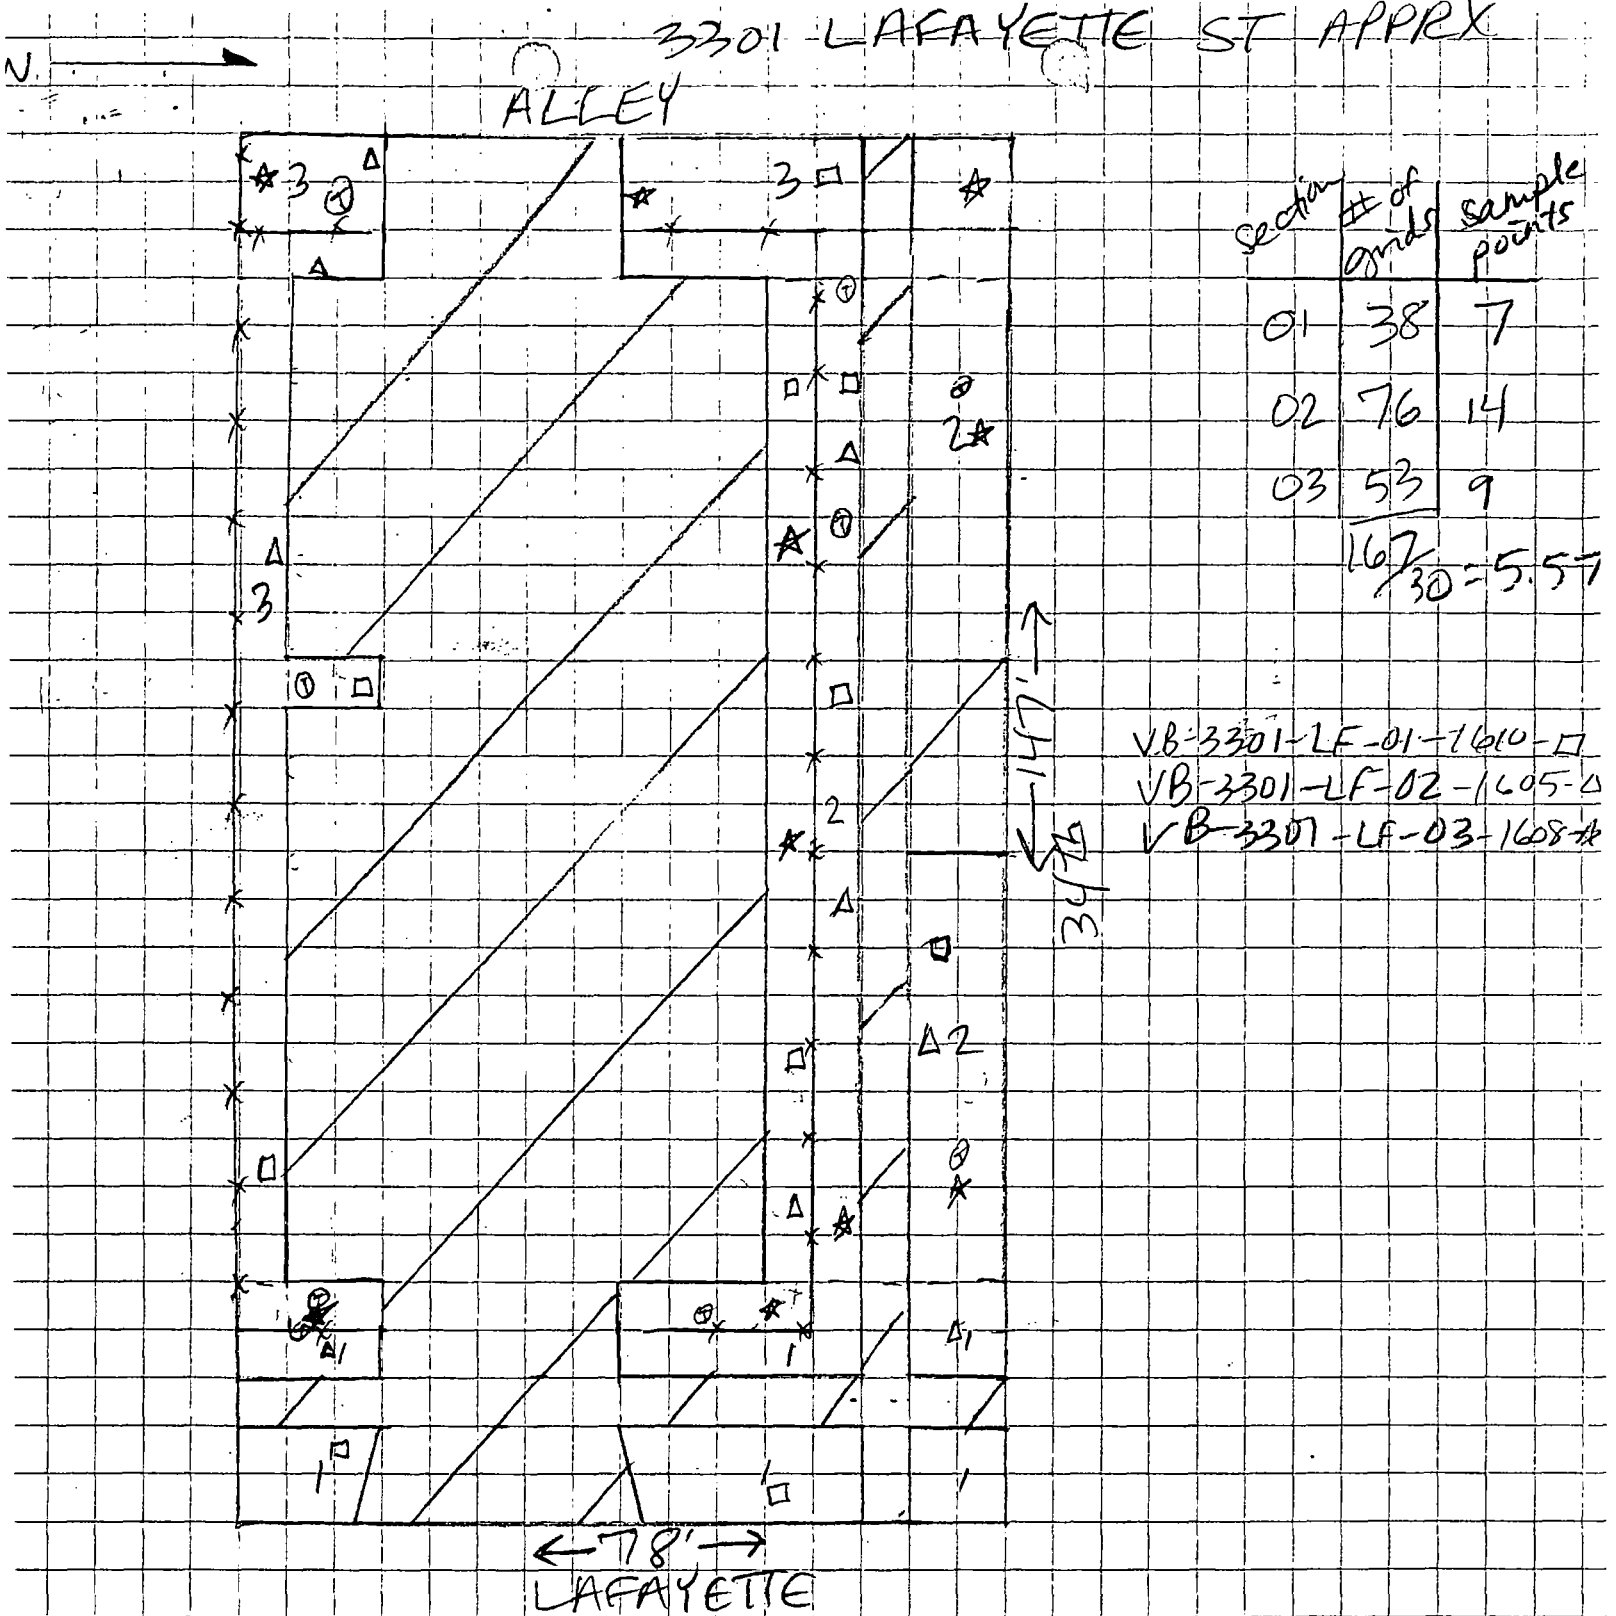 3301 LAFAYETTE ST APPRX
N.
ALLEY
3
3
section # of grids sample points
01 38 7
02 76 14
03 53 9
167/30 = 5.57
2
3
147'
34
2
VB-3301-LF-01-1610-□
VB-3301-LF-02-1605-△
VB-3301-LF-03-1608-☆
2
1
1
1
1
1
1
78'
LAFAYETTE